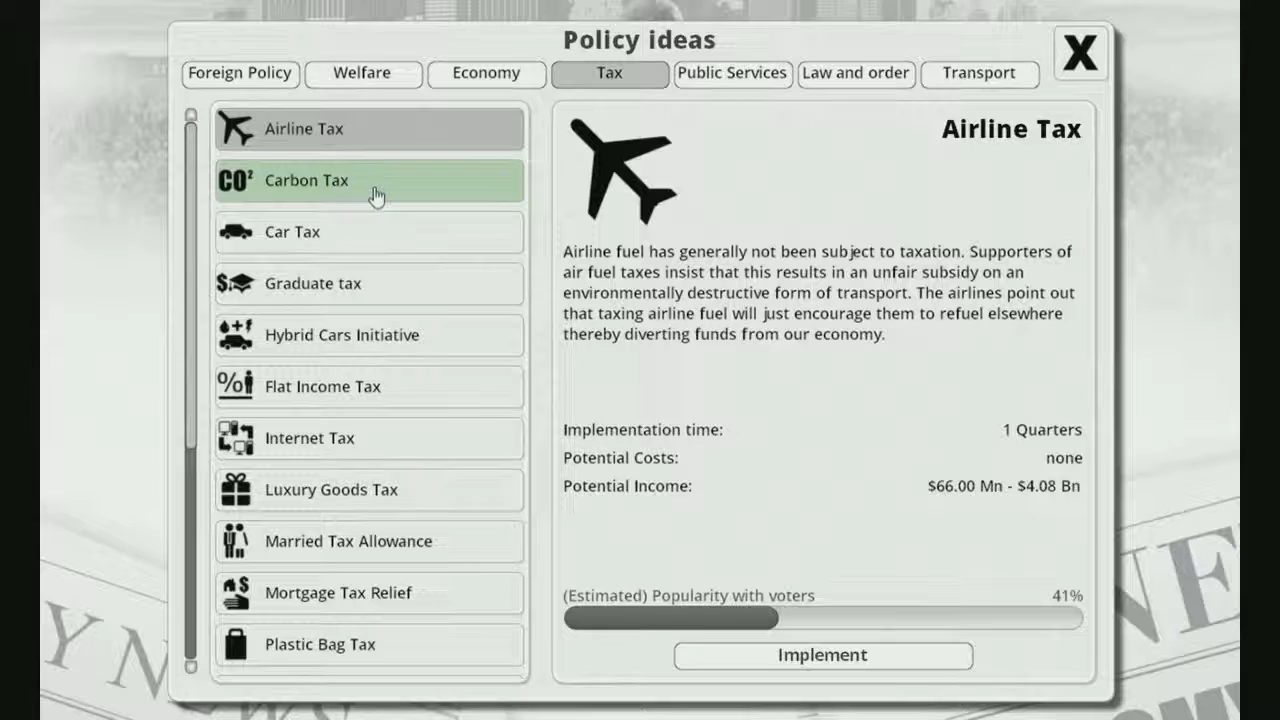 Policy ideas
X
Foreign Policy
Welfare
Economy
Tax
Public Services
Law and order
Transport
Airline Tax
CO² Carbon Tax
Car Tax
$ Graduate tax
Hybrid Cars Initiative
% Flat Income Tax
Internet Tax
Luxury Goods Tax
Married Tax Allowance
$ Mortgage Tax Relief
Plastic Bag Tax
Airline Tax
Airline fuel has generally not been subject to taxation. Supporters of
air fuel taxes insist that this results in an unfair subsidy on an
environmentally destructive form of transport. The airlines point out
that taxing airline fuel will just encourage them to refuel elsewhere
thereby diverting funds from our economy.
Implementation time: 1 Quarters
Potential Costs: none
Potential Income: $66.00 Mn - $4.08 Bn
(Estimated) Popularity with voters 41%
Implement